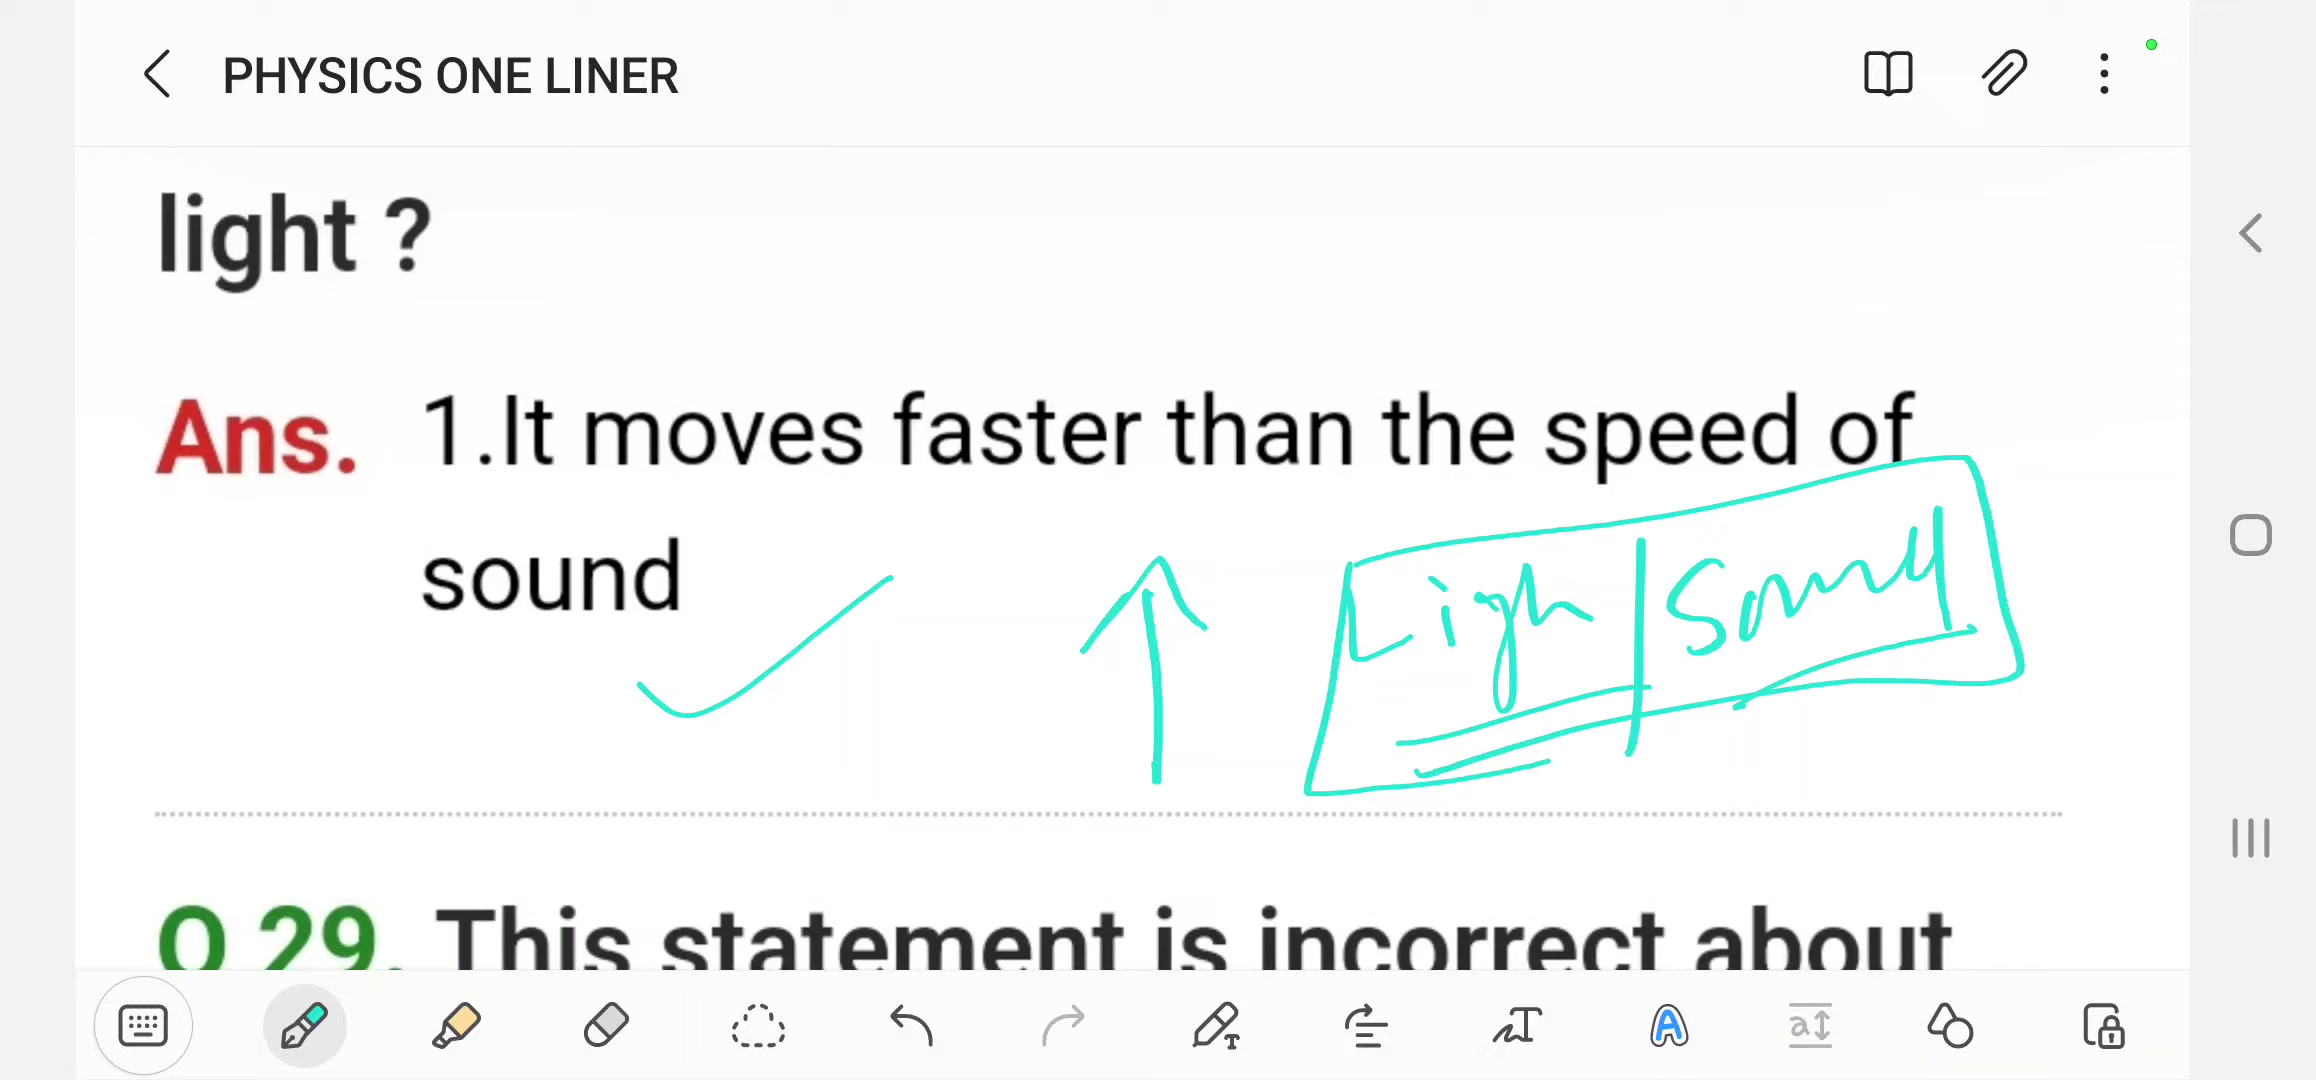 PHYSICS ONE LINER
light ?
Ans. 1.It moves faster than the speed of
sound
Ligh | Sound
Q 29. This statement is incorrect about